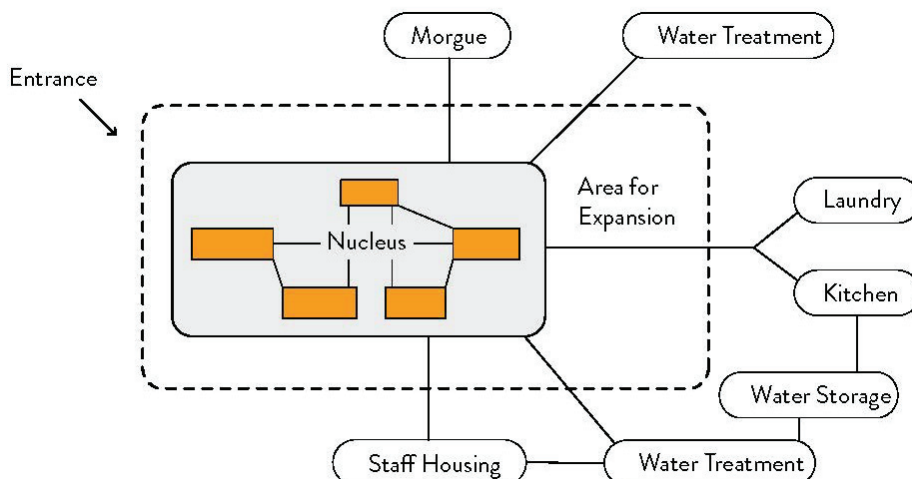 Morgue
Water Treatment
Entrance
Area for
Expansion
Laundry
Nucleus
Kitchen
Water Storage
Staff Housing
Water Treatment